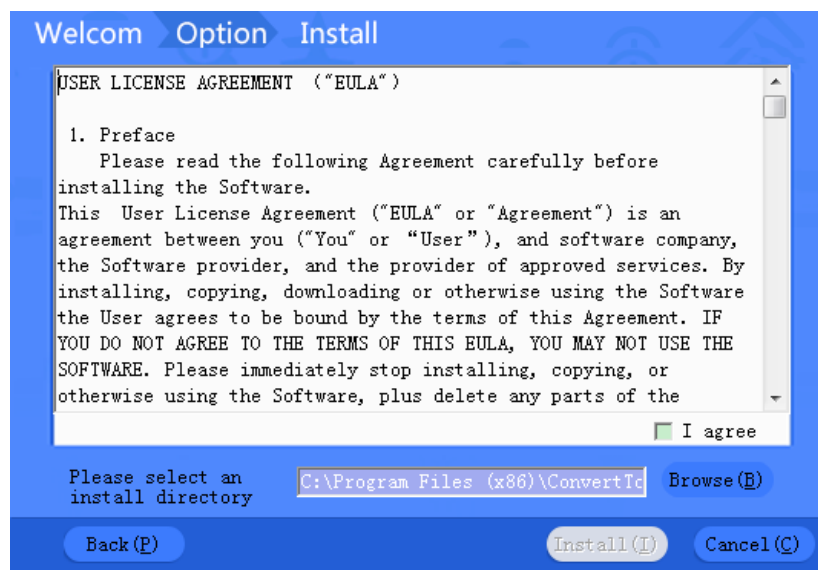 Welcom Option Install
USER LICENSE AGREEMENT ("EULA")
1. Preface
Please read the following Agreement carefully before
installing the Software.
This User License Agreement ("EULA" or "Agreement") is an
agreement between you ("You" or “User”), and software company,
the Software provider, and the provider of approved services. By
installing, copying, downloading or otherwise using the Software
the User agrees to be bound by the terms of this Agreement. IF
YOU DO NOT AGREE TO THE TERMS OF THIS EULA, YOU MAY NOT USE THE
SOFTWARE. Please immediately stop installing, copying, or
otherwise using the Software, plus delete any parts of the
I agree
Please select an
install directory
C:\Program Files (x86)\ConvertTo
Browse(B)
Back(P) Install(I) Cancel(C)